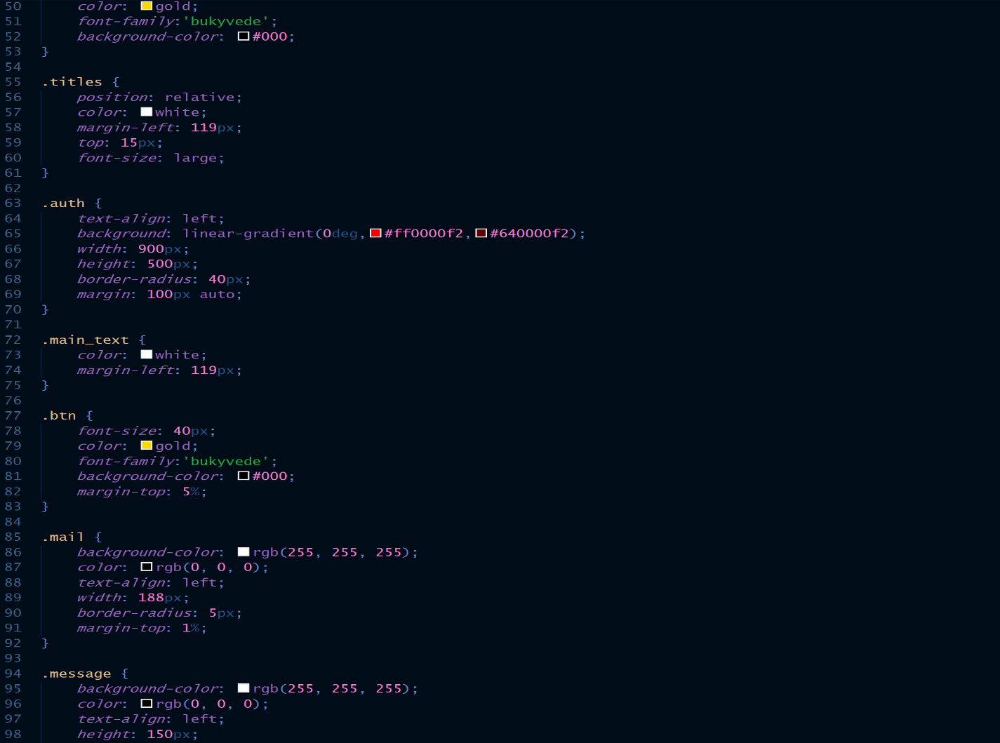 50 color: gold;
51 font-family:'bukyvede';
52 background-color: #000;
53 }
54
55 .titles {
56 position: relative;
57 color: white;
58 margin-left: 119px;
59 top: 15px;
60 font-size: large;
61 }
62
63 .auth {
64 text-align: left;
65 background: linear-gradient(0deg,#ff0000f2,#640000f2);
66 width: 900px;
67 height: 500px;
68 border-radius: 40px;
69 margin: 100px auto;
70 }
71
72 .main_text {
73 color: white;
74 margin-left: 119px;
75 }
76
77 .btn {
78 font-size: 40px;
79 color: gold;
80 font-family:'bukyvede';
81 background-color: #000;
82 margin-top: 5%;
83 }
84
85 .mail {
86 background-color: rgb(255, 255, 255);
87 color: rgb(0, 0, 0);
88 text-align: left;
89 width: 188px;
90 border-radius: 5px;
91 margin-top: 1%;
92 }
93
94 .message {
95 background-color: rgb(255, 255, 255);
96 color: rgb(0, 0, 0);
97 text-align: left;
98 height: 150px;